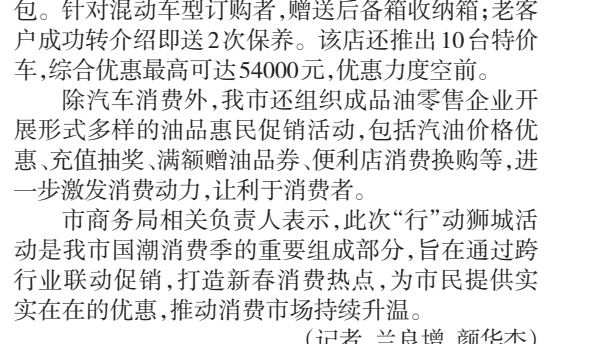 包。针对混动车型订购者,赠送后备箱收纳箱;老客
户成功转介绍即送2次保养。该店还推出10台特价
车,综合优惠最高可达54000元,优惠力度空前。
除汽车消费外,我市还组织成品油零售企业开
展形式多样的油品惠民促销活动,包括汽油价格优
惠、充值抽奖、满额赠油品券、便利店消费换购等,进
一步激发消费动力,让利于消费者。
市商务局相关负责人表示,此次“行”动狮城活
动是我市国潮消费季的重要组成部分,旨在通过跨
行业联动促销,打造新春消费热点,为市民提供实
实在在的优惠,推动消费市场持续升温。
(记者 兰良增 颜华杰)